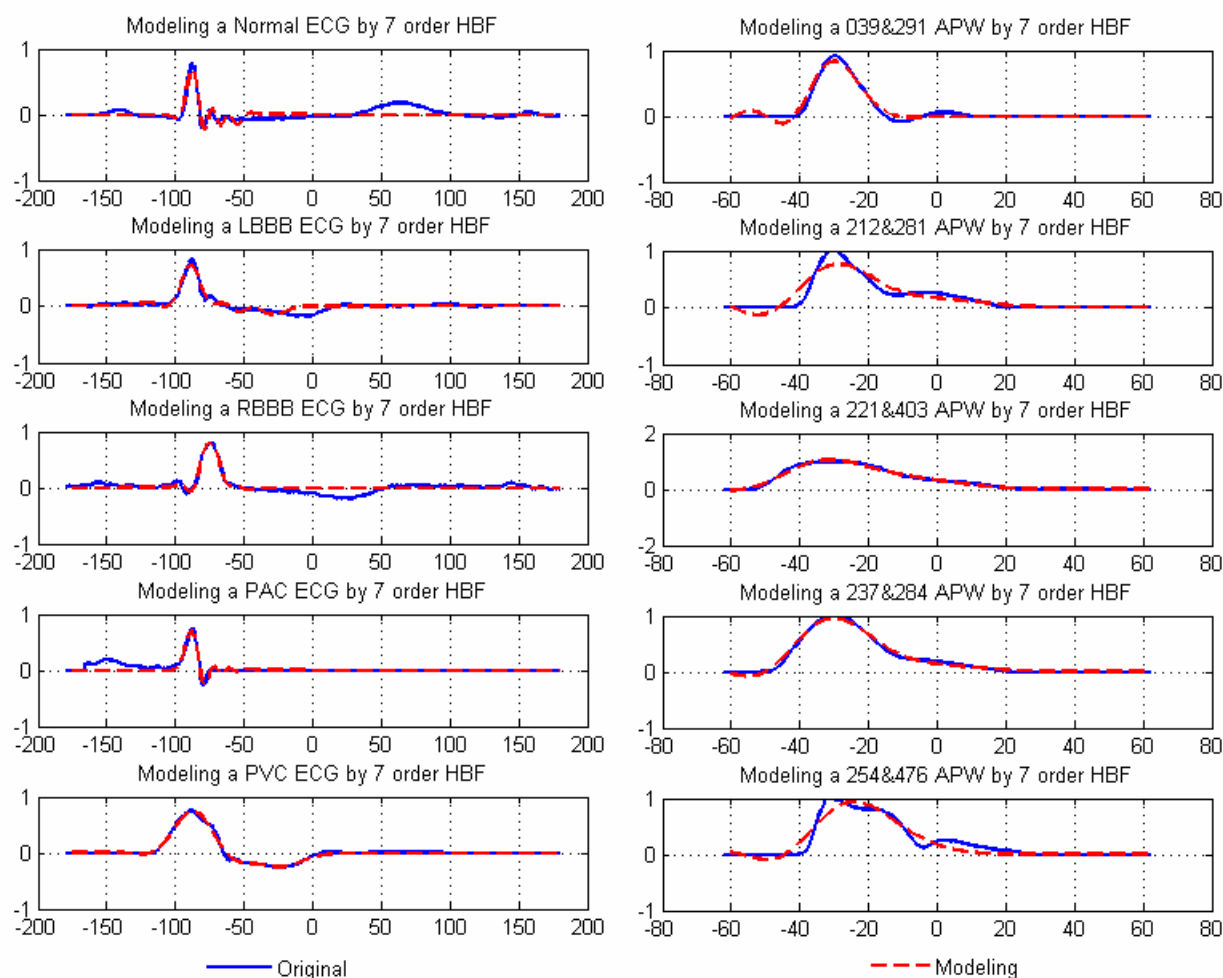 Modeling a Normal ECG by 7 order HBF
1
0
-1
-200 -150 -100 -50 0 50 100 150 200
Modeling a LBBB ECG by 7 order HBF
1
0
-1
-200 -150 -100 -50 0 50 100 150 200
Modeling a RBBB ECG by 7 order HBF
1
0
-1
-200 -150 -100 -50 0 50 100 150 200
Modeling a PAC ECG by 7 order HBF
1
0
-1
-200 -150 -100 -50 0 50 100 150 200
Modeling a PVC ECG by 7 order HBF
1
0
-1
-200 -150 -100 -50 0 50 100 150 200
Original
Modeling a 039&291 APW by 7 order HBF
1
0
-1
-80 -60 -40 -20 0 20 40 60 80
Modeling a 212&281 APW by 7 order HBF
1
0
-1
-80 -60 -40 -20 0 20 40 60 80
Modeling a 221&403 APW by 7 order HBF
2
0
-2
-80 -60 -40 -20 0 20 40 60 80
Modeling a 237&284 APW by 7 order HBF
1
0
-1
-80 -60 -40 -20 0 20 40 60 80
Modeling a 254&476 APW by 7 order HBF
1
0
-1
-80 -60 -40 -20 0 20 40 60 80
Modeling